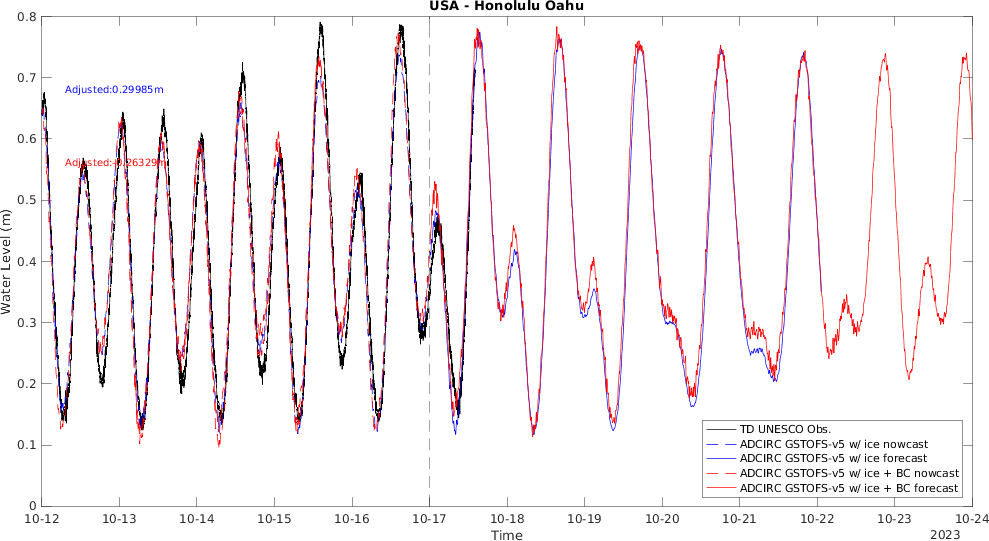 USA - Honolulu Oahu
0.8
0.7
0.6
0.5
0.4
0.3
0.2
0.1
0
Water Level (m)
Adjusted:0.29985m
Adjusted:-0.26329m
TD UNESCO Obs.
ADCIRC GSTOFS-v5 w/ ice nowcast
ADCIRC GSTOFS-v5 w/ ice forecast
ADCIRC GSTOFS-v5 w/ ice + BC nowcast
ADCIRC GSTOFS-v5 w/ ice + BC forecast
10-12 10-13 10-14 10-15 10-16 10-17 10-18 10-19 10-20 10-21 10-22 10-23 10-24
Time
2023